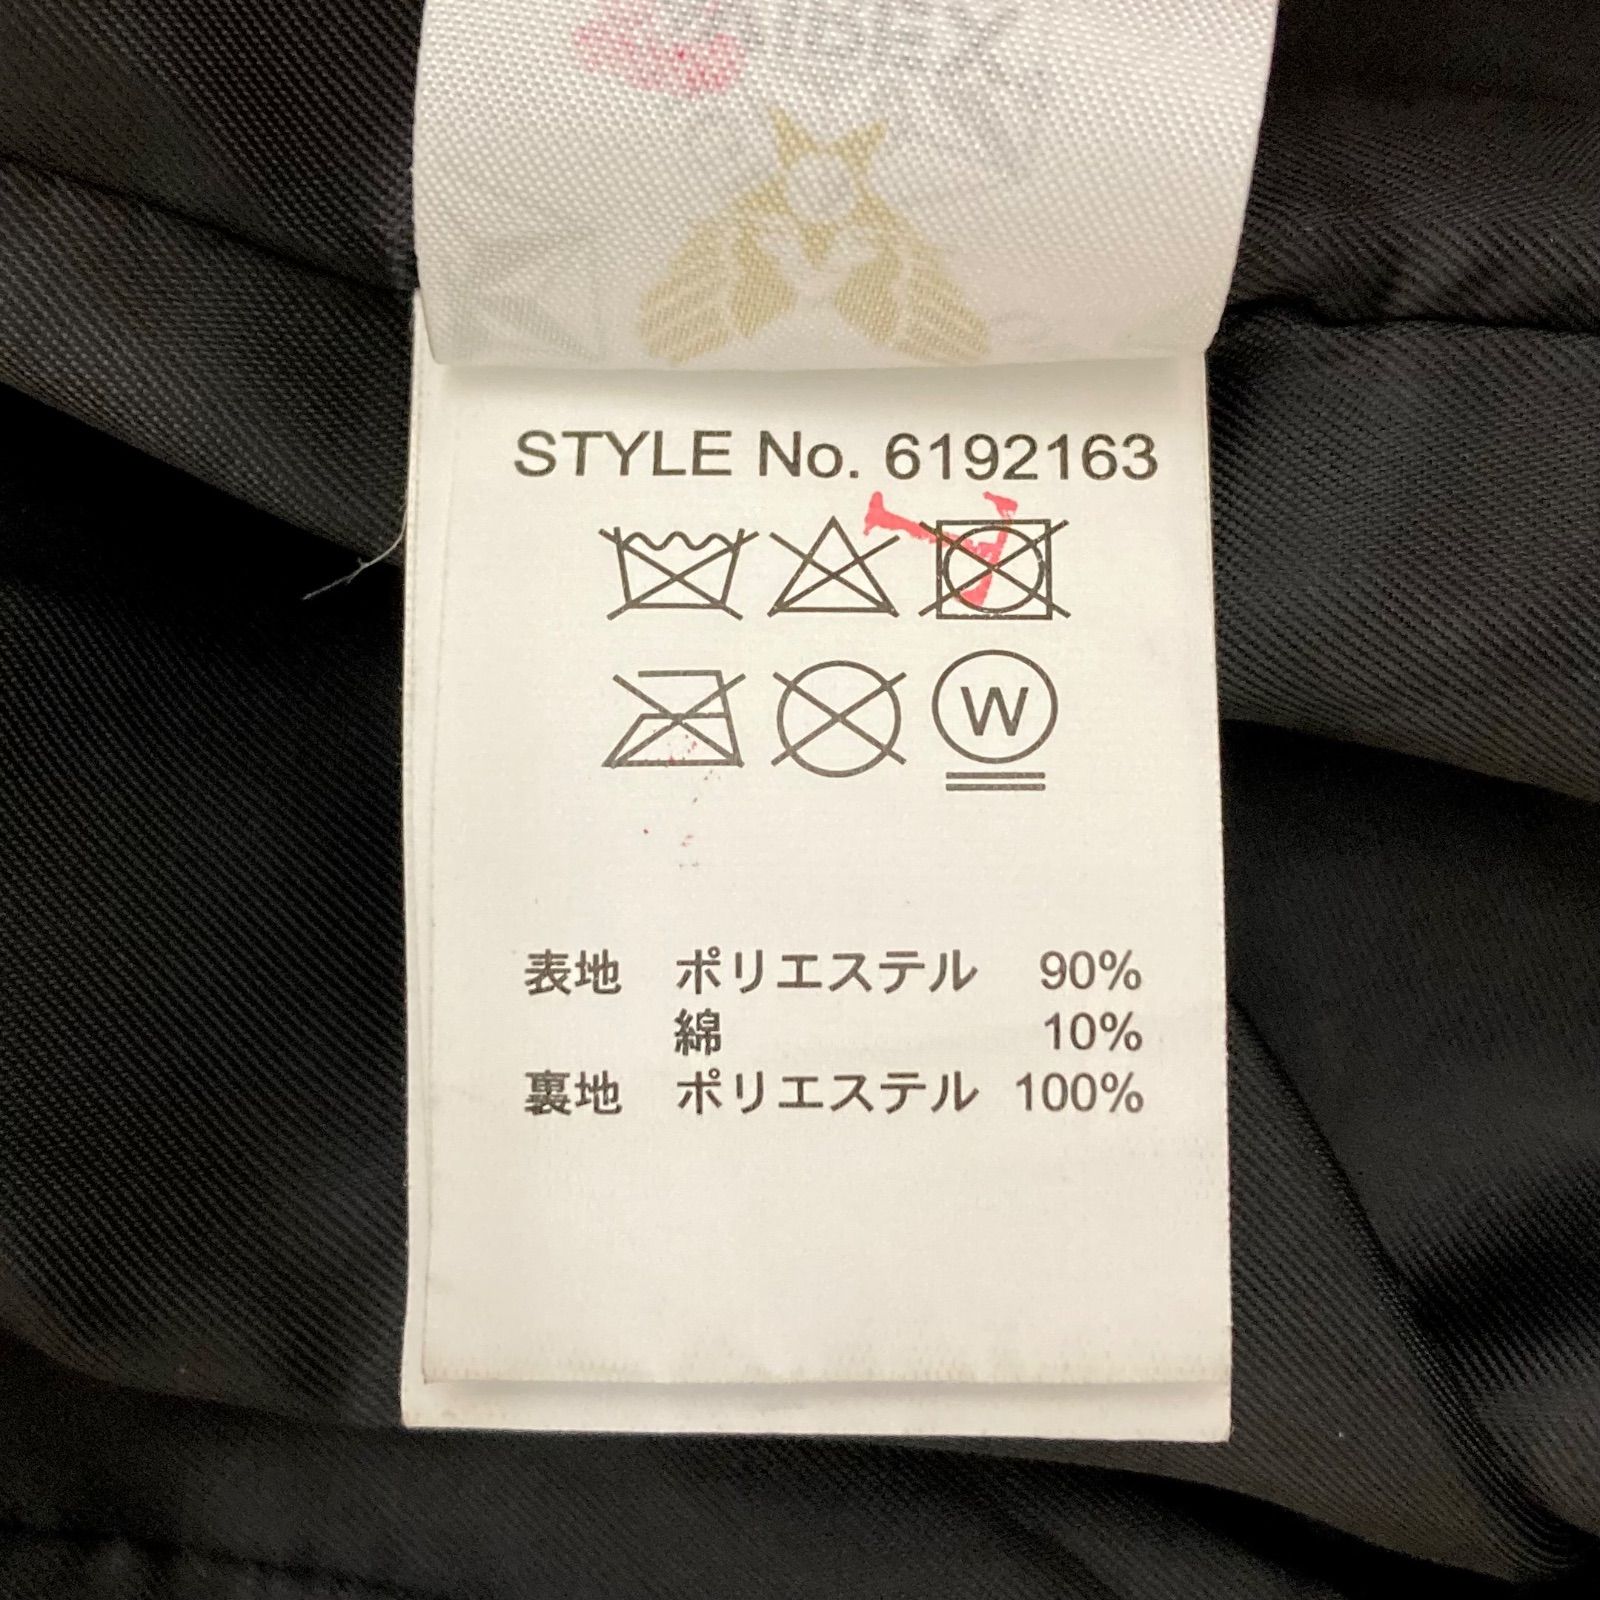 STYLE No. 6192163
W
表地 ポリエステル 90%
綿 10%
裏地 ポリエステル 100%